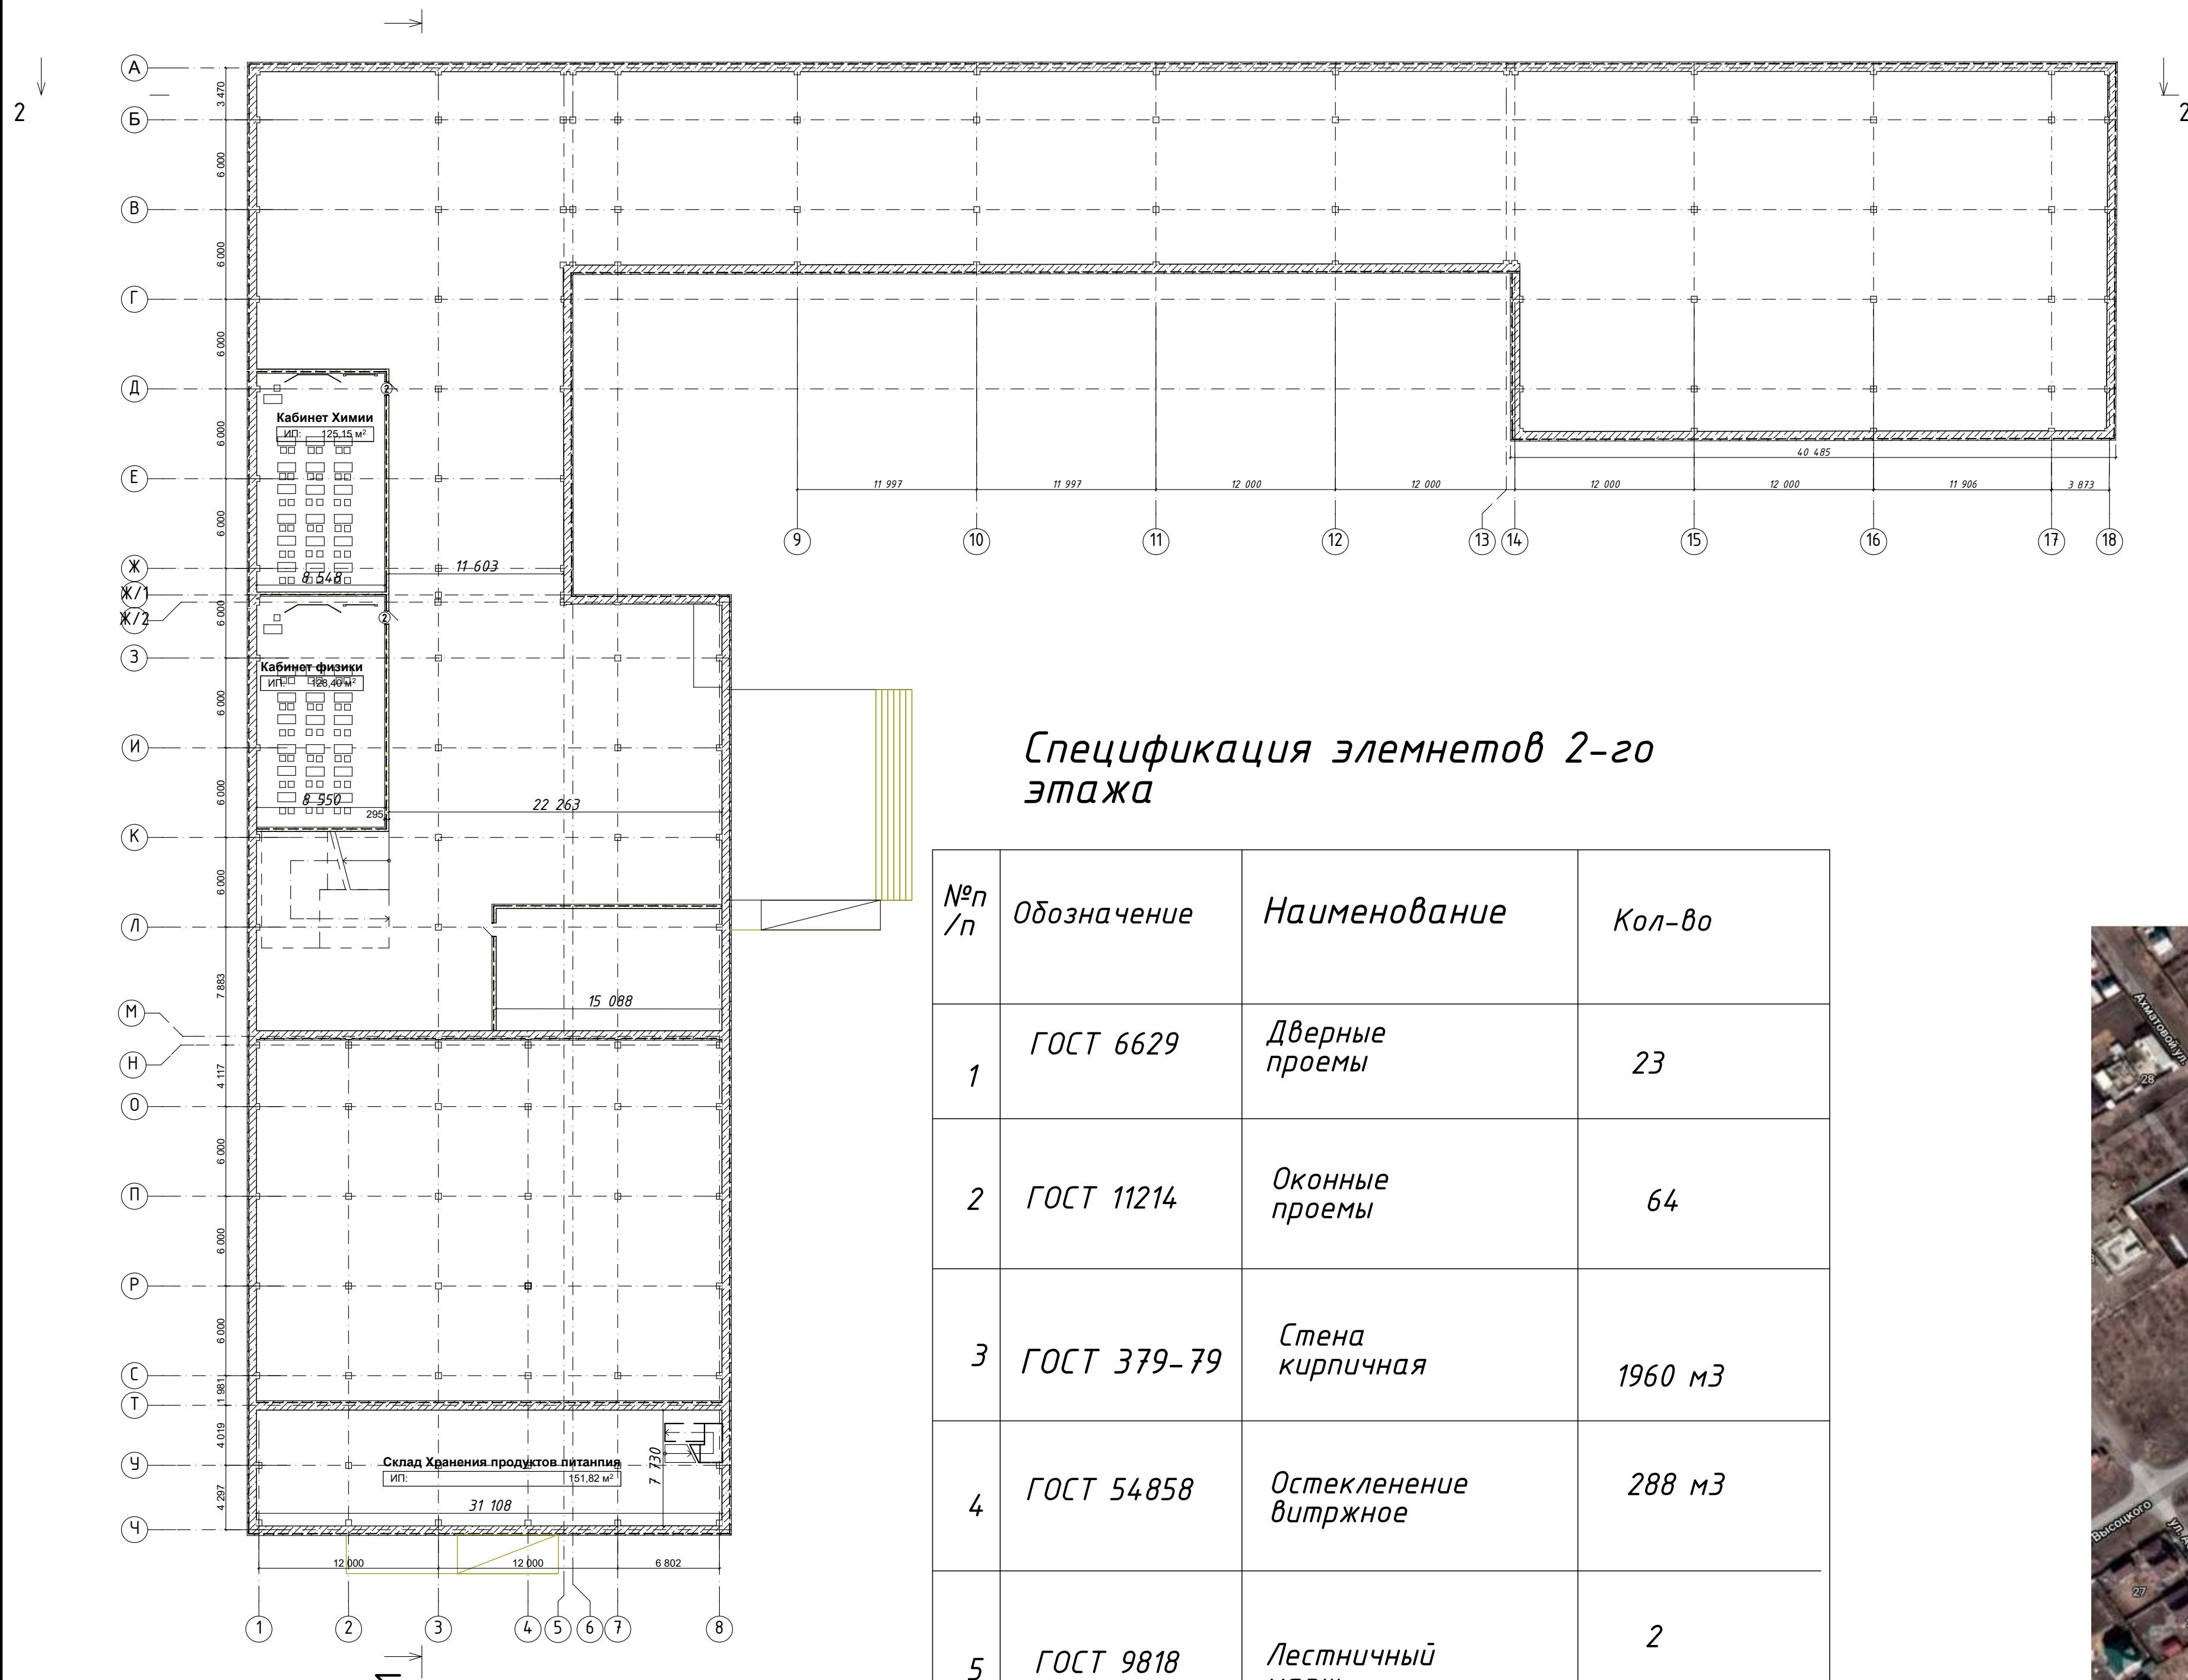 2
2
А
3 470
Б
6 000
В
6 000
Г
6 000
Д
2
Кабинет Химии
ИП: 125,15 м²
6 000
Е
40 485
11 997
11 997
12 000
12 000
12 000
12 000
11 906
3 873
6 000
9
10
11
12
13
14
15
16
17
18
Ж
11 603
8 548
Ж/1
Ж/2
6 000
2
З
Кабинет физики
ИП: 128,40 м²
6 000
И
6 000
8 550
295
22 263
К
6 000
Л
7 883
15 088
М
Н
4 117
О
6 000
П
6 000
Р
6 000
С
1 981
Т
4 019
У
Склад Хранения продуктов питанпия
ИП: 151,82 м²
7 730
4 297
31 108
Ч
12 000
12 000
6 802
1
2
3
4
5
6
7
8
1
Спецификация элемнетов 2-го
этажа
№п
/п
Обозначение
Наименование
Кол-во
1
ГОСТ 6629
Дверные
проемы
23
2
ГОСТ 11214
Оконные
проемы
64
3
ГОСТ 379-79
Стена
кирпичная
1960 м3
4
ГОСТ 54858
Остекленение
витржное
288 м3
5
ГОСТ 9818
Лестничный
2
Ахматовой ул.
28
Высоцкого
27